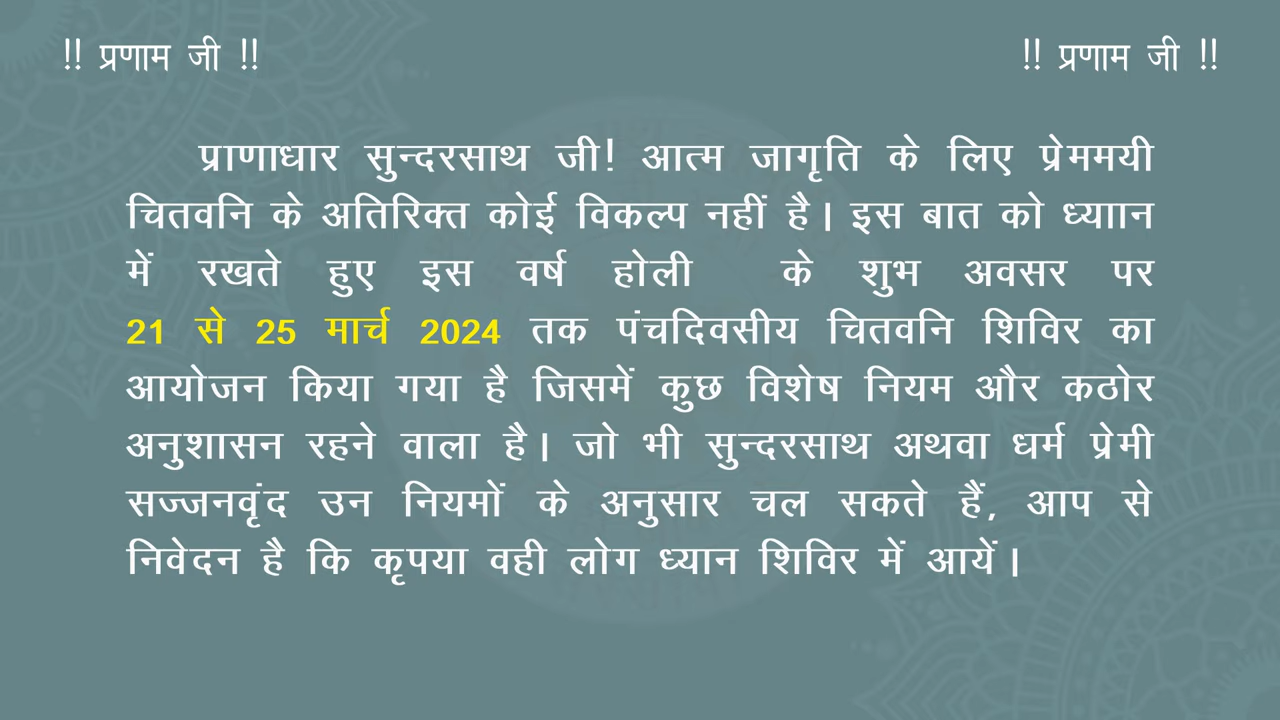 !! प्रणाम जी !! !! प्रणाम जी !!
प्राणाधार सुन्दरसाथ जी! आत्म जागृति के लिए प्रेममयी
चितवनि के अतिरिक्त कोई विकल्प नहीं है। इस बात को ध्याान
में रखते हुए इस वर्ष होली के शुभ अवसर पर
21 से 25 मार्च 2024 तक पंचदिवसीय चितवनि शिविर का
आयोजन किया गया है जिसमें कुछ विशेष नियम और कठोर
अनुशासन रहने वाला है। जो भी सुन्दरसाथ अथवा धर्म प्रेमी
सज्जनवृंद उन नियमों के अनुसार चल सकते हैं, आप से
निवेदन है कि कृपया वही लोग ध्यान शिविर में आयें।